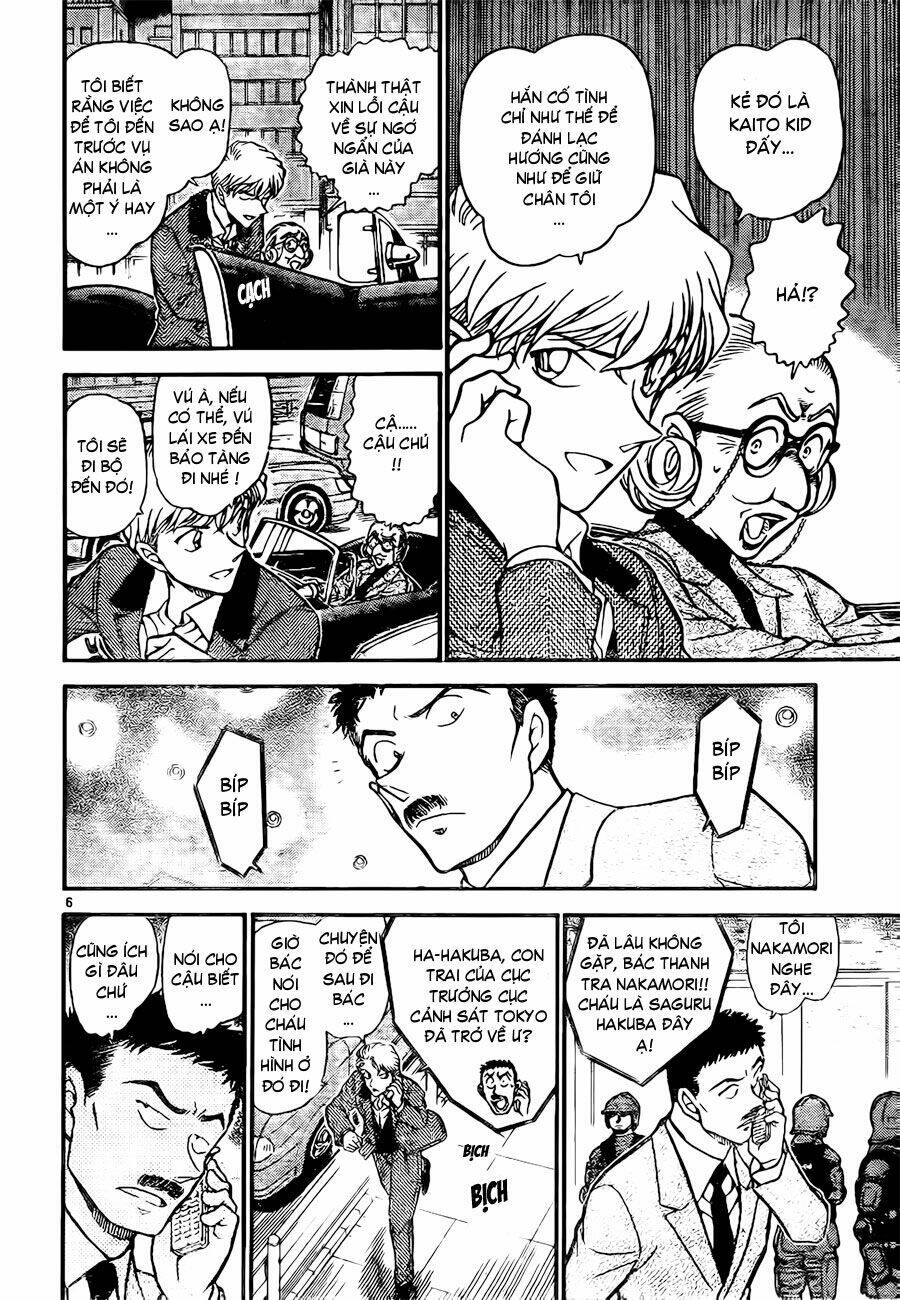 KẺ ĐÓ LÀ
KAITO KID
ĐẤY...
HẮN CỐ TÌNH
CHỈ NHƯ THẾ ĐỂ
ĐÁNH LẠC
HƯỚNG CŨNG
NHƯ ĐỂ GIỮ
CHÂN TÔI
...
HẢ!?
THÀNH THẬT
XIN LỖI CẬU
VỀ SỰ NGỚ
NGẨN CỦA
GIÀ NÀY
...
KHÔNG
SAO Ạ!
TÔI BIẾT
RẰNG VIỆC
ĐỂ TÔI ĐẾN
TRƯỚC VỤ
ÁN KHÔNG
PHẢI LÀ
MỘT Ý HAY
CẠCH
CẬ.....
CẬU CHỦ
!!
VÚ À, NẾU
CÓ THỂ, VÚ
LÁI XE ĐẾN
BẢO TÀNG
ĐI NHÉ !
TÔI SẼ
ĐI BỘ
ĐẾN ĐÓ!
BÍP
BÍP
BÍP
BÍP
6
TÔI
NAKAMORI
NGHE
ĐÂY...
ĐÃ LÂU KHÔNG
GẶP, BÁC THANH
TRA NAKAMORI!!
CHÁU LÀ SAGURU
HAKUBA ĐÂY
Ạ!
HA-HAKUBA, CON
TRAI CỦA CỤC
TRƯỞNG CỤC
CẢNH SÁT TOKYO
ĐÃ TRỞ VỀ Ư?
CHUYỆN
ĐÓ ĐỂ
SAU ĐI
BÁC
...
GIỜ
BÁC
NÓI
CHO
CHÁU
TÌNH
HÌNH Ở
ĐÓ ĐI!
BỊCH
BỊCH
NÓI CHO
CẬU BIẾT
...
CŨNG ÍCH
GÌ ĐÂU
CHỨ